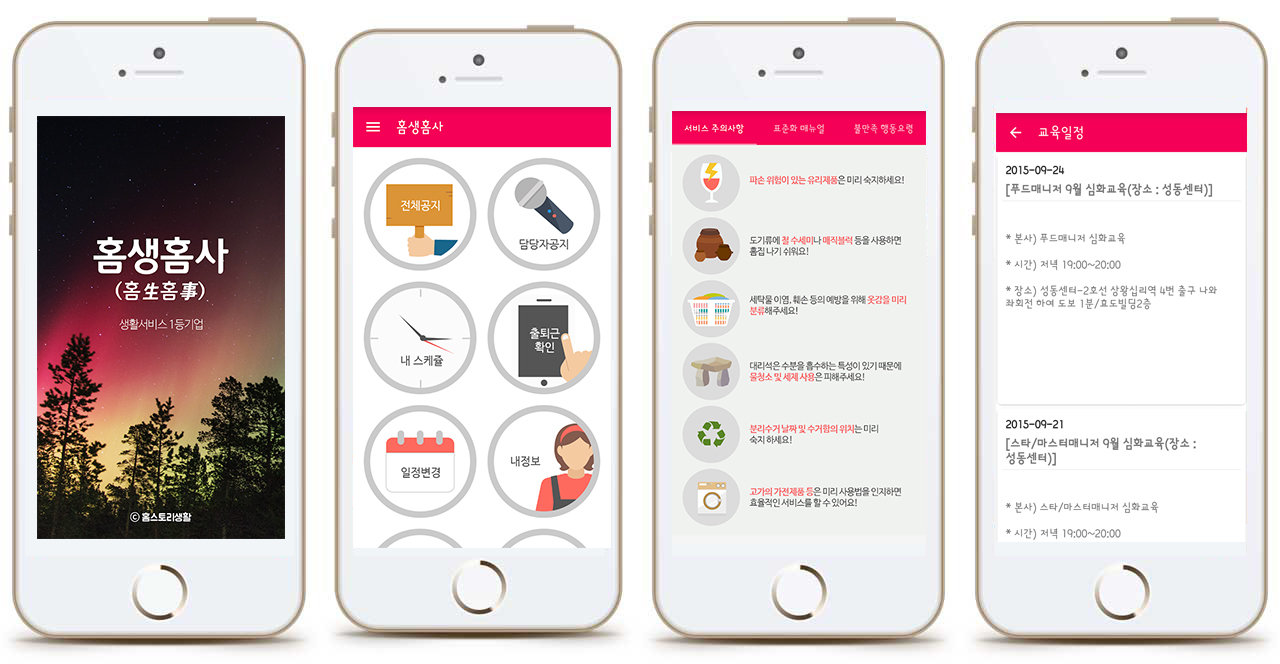 홈생홈사
(홈生홈事)
생활서비스 1등기업
ⓒ 홈스토리생활
홈생홈사
전체공지
담당자공지
내 스케쥴
출퇴근
확인
일정변경
내정보
서비스 주의사항
표준화 매뉴얼
불만족 행동요령
파손 위험이 있는 유리제품은 미리 숙지하세요!
도기류에 철 수세미나 매직블럭 등을 사용하면
흠집 나기 쉬워요!
세탁물 이염, 훼손 등의 예방을 위해 옷감을 미리
분류해주세요!
대리석은 수분을 흡수하는 특성이 있기 때문에
물청소 및 세제 사용은 피해주세요!
분리수거 날짜 및 수거함의 위치는 미리
숙지 하세요!
고가의 가전제품 등은 미리 사용법을 인지하면
효율적인 서비스를 할 수 있어요!
교육일정
2015-09-24
[푸드매니저 9월 심화교육(장소 : 성동센터)]
* 본사) 푸드매니저 심화교육
* 시간) 저녁 19:00~20:00
* 장소) 성동센터-2호선 상왕십리역 4번 출구 나와
좌회전 하여 도보 1분/효도빌딩2층
2015-09-21
[스타/마스터매니저 9월 심화교육(장소 :
성동센터)]
* 본사) 스타/마스터매니저 심화교육
* 시간) 저녁 19:00~20:00